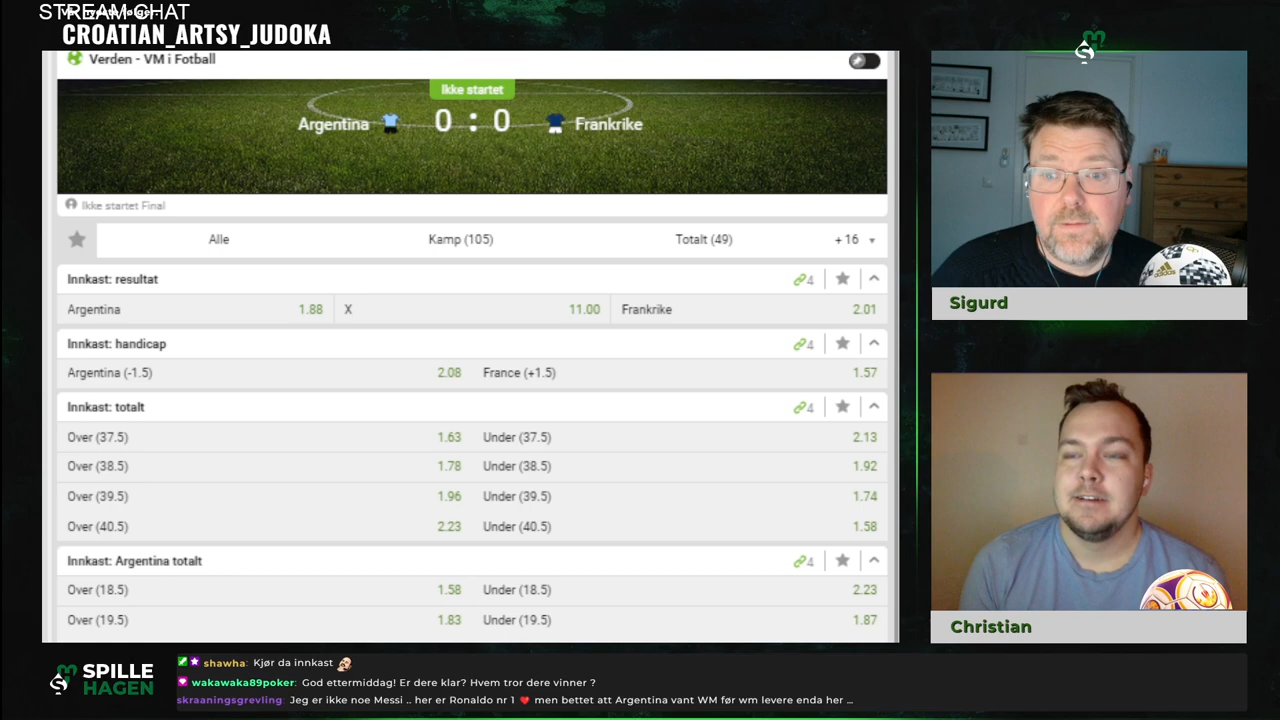 STREAM CHAT
CROATIAN_ARTSY_JUDOKA
Verden - VM i Fotball
Ikke startet
Argentina 0 : 0 Frankrike
Ikke startet Final
Alle Kamp (105) Totalt (49) + 16
Innkast: resultat 4
Argentina 1.88 X 11.00 Frankrike 2.01
Innkast: handicap 4
Argentina (-1.5) 2.08 France (+1.5) 1.57
Innkast: totalt 4
Over (37.5) 1.63 Under (37.5) 2.13
Over (38.5) 1.78 Under (38.5) 1.92
Over (39.5) 1.96 Under (39.5) 1.74
Over (40.5) 2.23 Under (40.5) 1.58
Innkast: Argentina totalt 4
Over (18.5) 1.58 Under (18.5) 2.23
Over (19.5) 1.83 Under (19.5) 1.87
Sigurd
adidas
Christian
SPILLE
HAGEN
shawha: Kjør da innkast
wakawaka89poker: God ettermiddag! Er dere klar? Hvem tror dere vinner ?
skraaningsgrevling: Jeg er ikke noe Messi .. her er Ronaldo nr 1 ❤ men bettet att Argentina vant WM før wm levere enda her ...